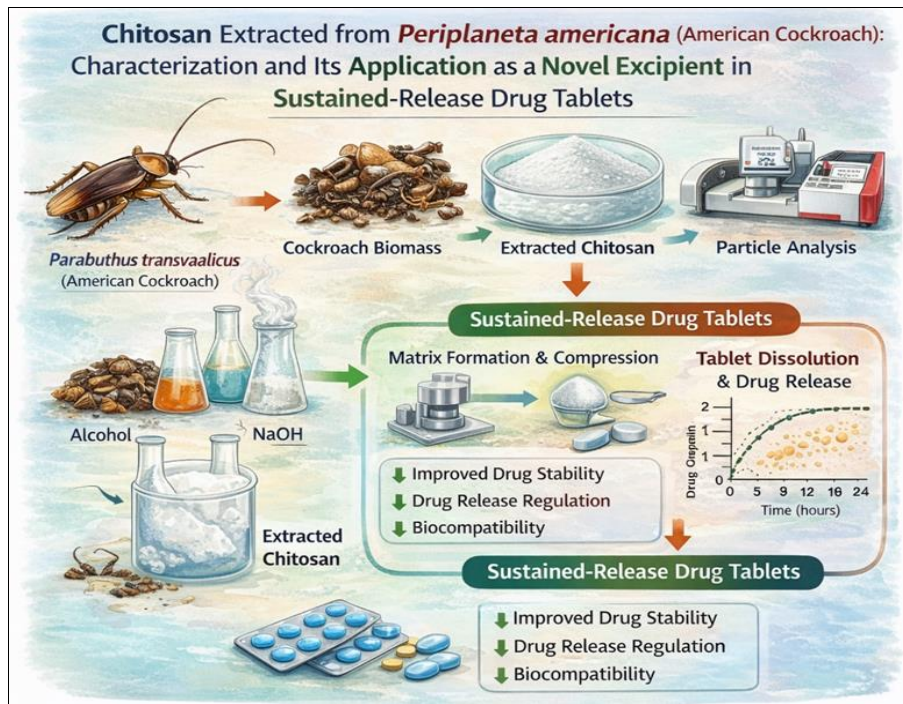 Chitosan Extracted from Periplaneta americana (American Cockroach):
Characterization and Its Application as a Novel Excipient in
Sustained-Release Drug Tablets
Cockroach Biomass
Extracted Chitosan
Particle Analysis
Parabuthus transvaalicus
(American Cockroach)
Alcohol
NaOH
Extracted
Chitosan
Sustained-Release Drug Tablets
Matrix Formation & Compression
Tablet Dissolution
& Drug Release
2
1
1
0
0 5 9 12 18 24
Drug
Time (hours)
Improved Drug Stability
Drug Release Regulation
Biocompatibility
Sustained-Release Drug Tablets
Improved Drug Stability
Drug Release Regulation
Biocompatibility